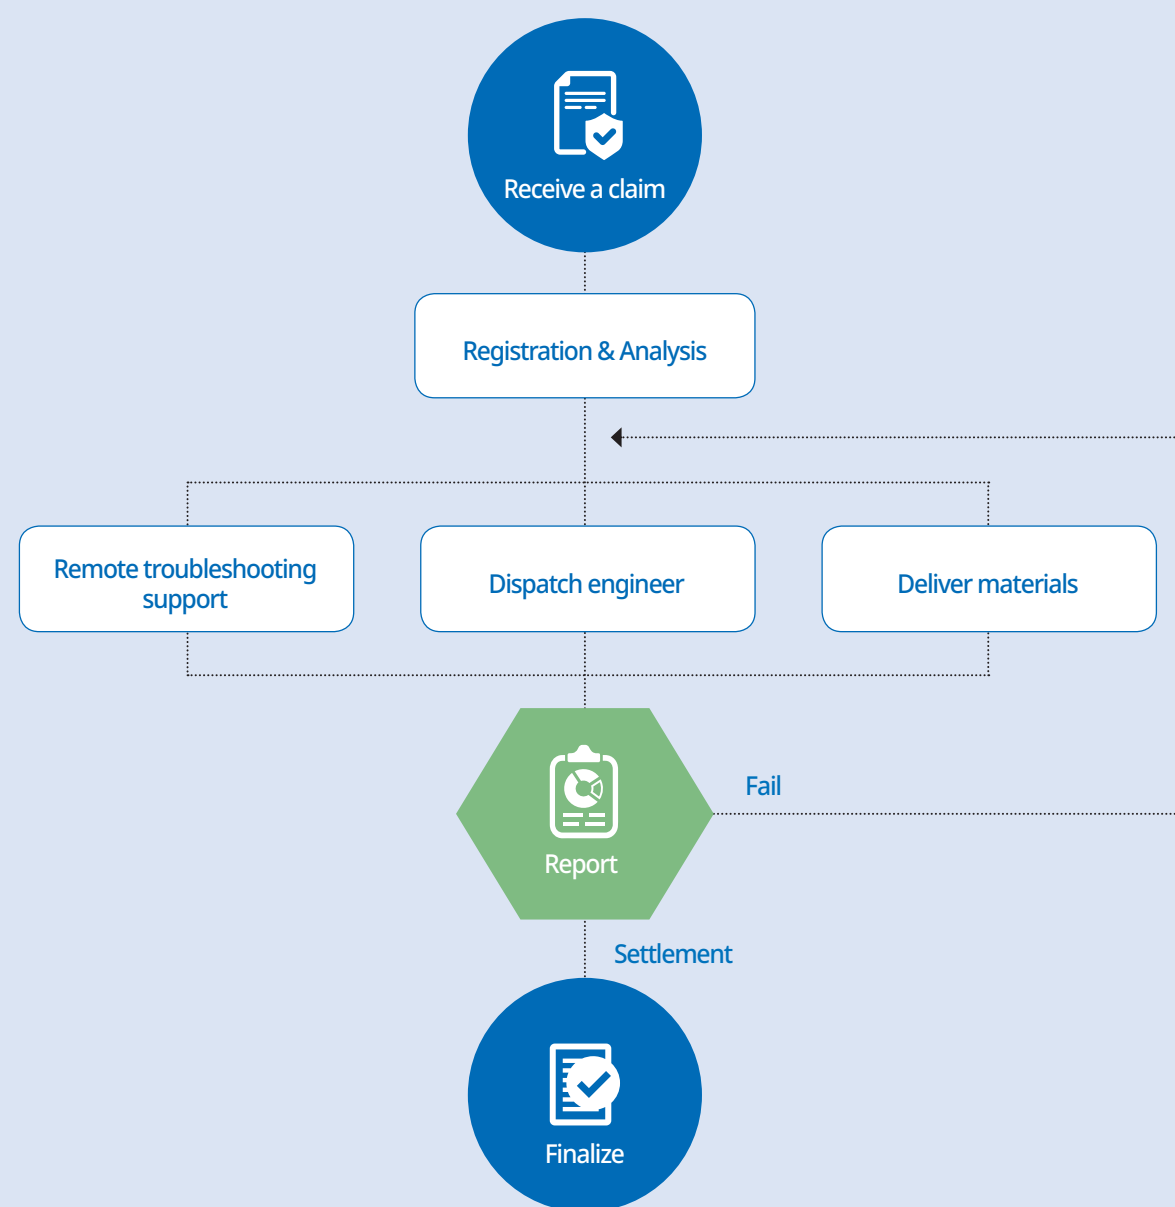 Receive a claim
Registration & Analysis
Remote troubleshooting
support
Dispatch engineer
Deliver materials
Fail
Report
Settlement
Finalize